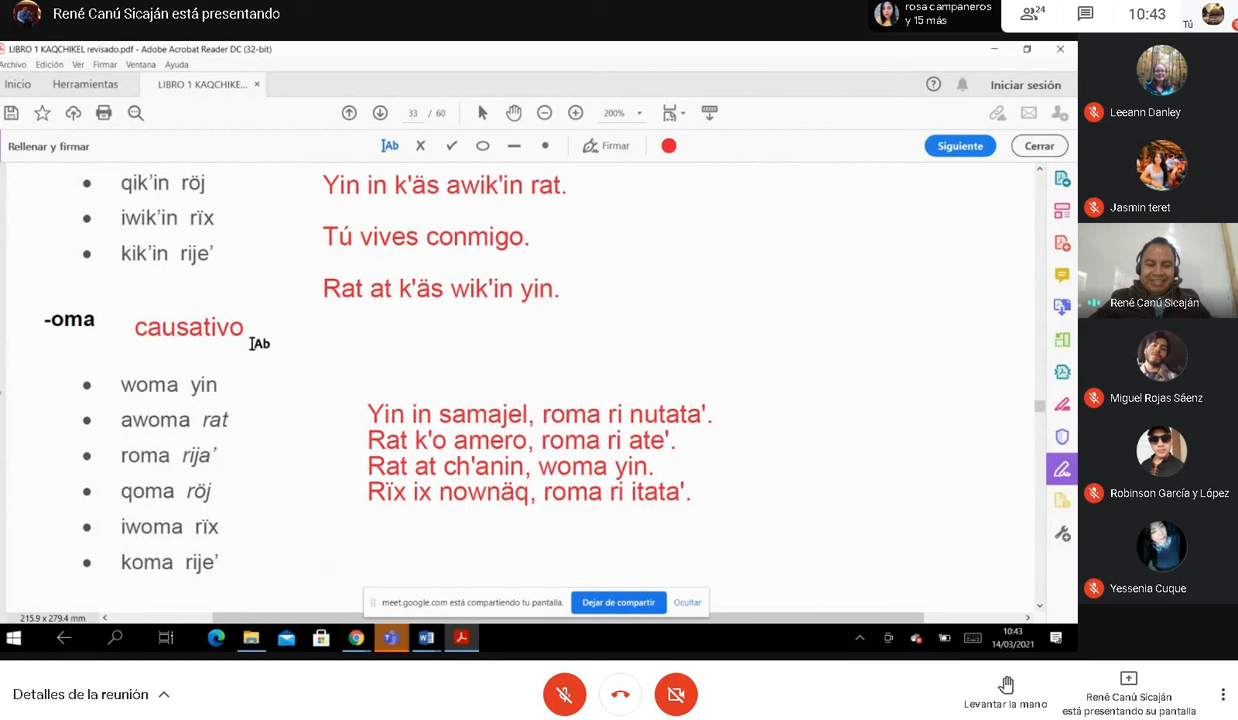 René Canú Sicaján está presentando
rosa campaneros
y 15 más
24
10:43
Tú
LIBRO 1 KAQCHIKEL revisado.pdf - Adobe Acrobat Reader DC (32-bit)
Archivo Edición Ver Firmar Ventana Ayuda
Inicio Herramientas LIBRO 1 KAQCHIKEL re... × Iniciar sesión
33 / 60 200%
Rellenar y firmar Ab Firmar Siguiente Cerrar
• qik’in röj
• iwik’in rïx
• kik’in rije’
Yin in k'äs awik'in rat.
Tú vives conmigo.
Rat at k'äs wik'in yin.
-oma causativo
Ab
• woma yin
• awoma rat
• roma rija’
• qoma röj
• iwoma rïx
• koma rije’
Yin in samajel, roma ri nutata'.
Rat k'o amero, roma ri ate'.
Rat at ch'anin, woma yin.
Rïx ix nownäq, roma ri itata'.
meet.google.com está compartiendo tu pantalla. Dejar de compartir Ocultar
215.9 x 279.4 mm
10:43
14/03/2021
Leeann Danley
Jasmin teret
René Canú Sicaján
Miguel Rojas Sáenz
Robinson García y López
Yessenia Cuque
Detalles de la reunión
Levantar la mano
René Canú Sicaján
está presentando su pantalla